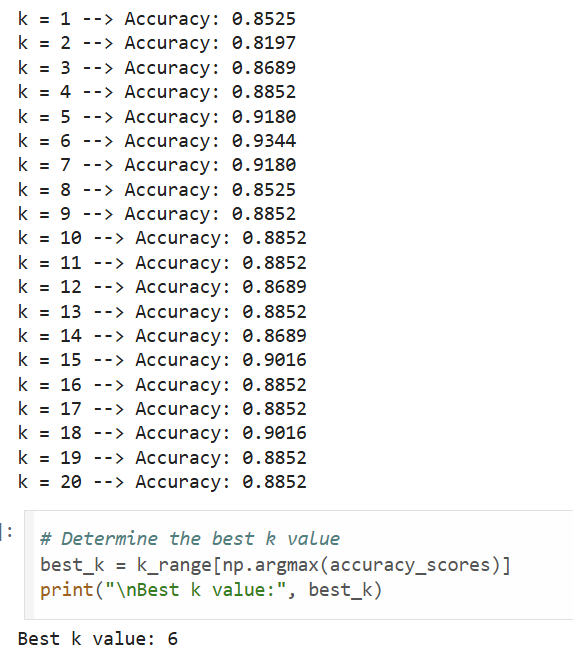 k = 1 --> Accuracy: 0.8525
k = 2 --> Accuracy: 0.8197
k = 3 --> Accuracy: 0.8689
k = 4 --> Accuracy: 0.8852
k = 5 --> Accuracy: 0.9180
k = 6 --> Accuracy: 0.9344
k = 7 --> Accuracy: 0.9180
k = 8 --> Accuracy: 0.8525
k = 9 --> Accuracy: 0.8852
k = 10 --> Accuracy: 0.8852
k = 11 --> Accuracy: 0.8852
k = 12 --> Accuracy: 0.8689
k = 13 --> Accuracy: 0.8852
k = 14 --> Accuracy: 0.8689
k = 15 --> Accuracy: 0.9016
k = 16 --> Accuracy: 0.8852
k = 17 --> Accuracy: 0.8852
k = 18 --> Accuracy: 0.9016
k = 19 --> Accuracy: 0.8852
k = 20 --> Accuracy: 0.8852
]:
# Determine the best k value
best_k = k_range[np.argmax(accuracy_scores)]
print("\nBest k value:", best_k)
Best k value: 6